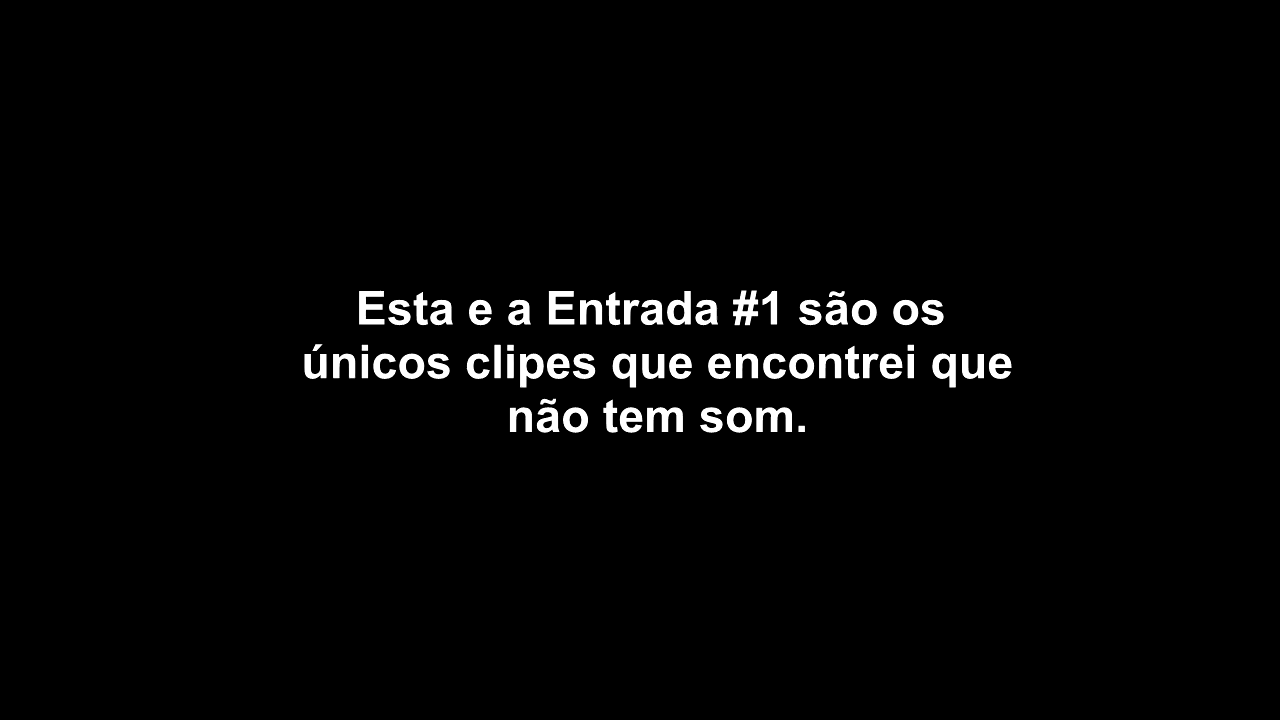 Esta e a Entrada #1 são os
únicos clipes que encontrei que
não tem som.